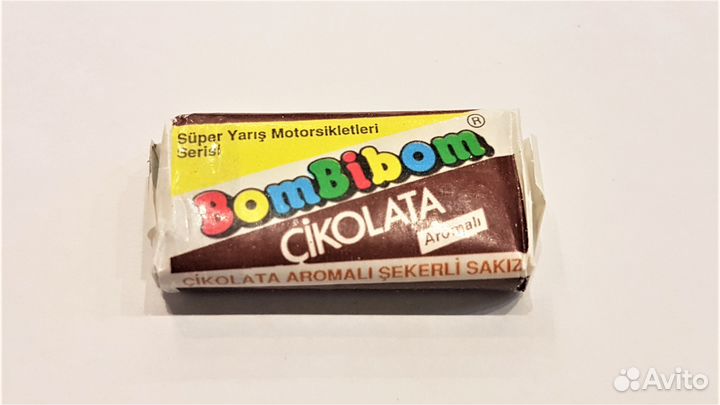 Süper Yarış Motorsikletleri
Serisi
BomBibom ®
ÇİKOLATA
Aromalı
ÇİKOLATA AROMALI ŞEKERLİ SAKIZ
Avito